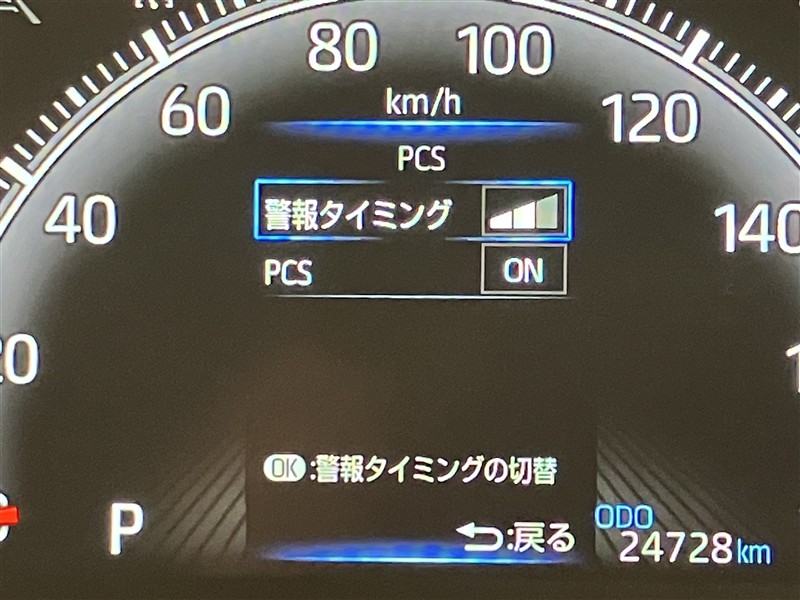 80 100
60 120
km/h
PCS
40 140
警報タイミング
PCS ON
20
OK:警報タイミングの切替
P
:戻る
ODO
24728km